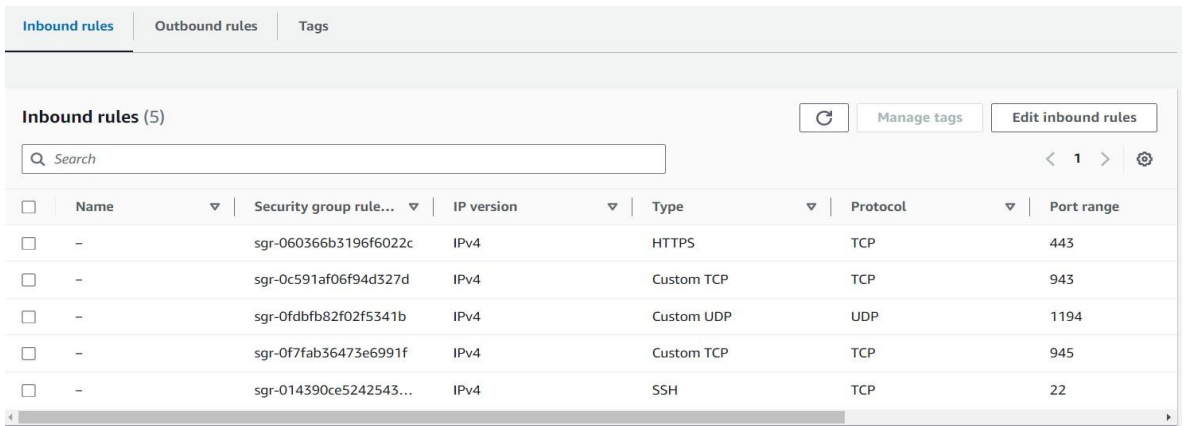 Inbound rules Outbound rules Tags
Inbound rules (5) Manage tags Edit inbound rules
Search 1
Name Security group rule... IP version Type Protocol Port range
– sgr-060366b3196f6022c IPv4 HTTPS TCP 443
– sgr-0c591af06f94d327d IPv4 Custom TCP TCP 943
– sgr-0fdbfb82f02f5341b IPv4 Custom UDP UDP 1194
– sgr-0f7fab36473e6991f IPv4 Custom TCP TCP 945
– sgr-014390ce5242543... IPv4 SSH TCP 22